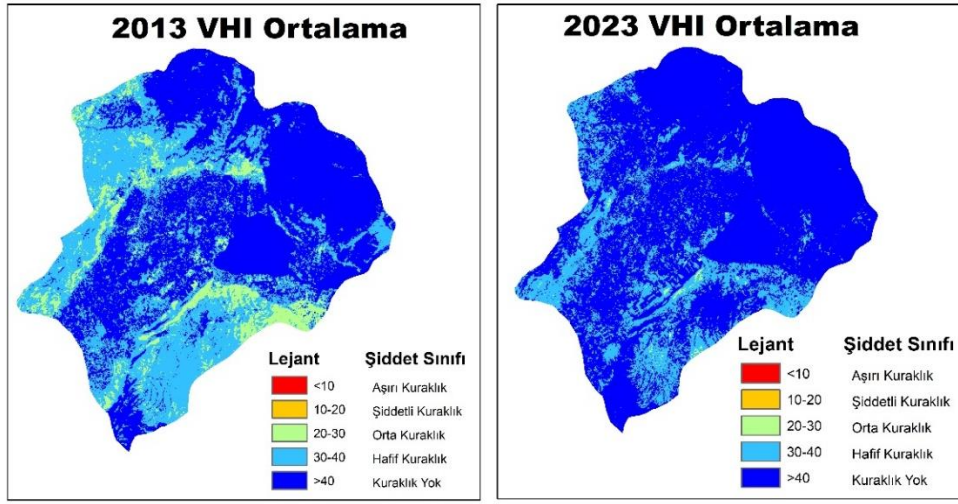 2013 VHI Ortalama
Lejant Şiddet Sınıfı
<10 Aşırı Kuraklık
10-20 Şiddetli Kuraklık
20-30 Orta Kuraklık
30-40 Hafif Kuraklık
>40 Kuraklık Yok
2023 VHI Ortalama
Lejant Şiddet Sınıfı
<10 Aşırı Kuraklık
10-20 Şiddetli Kuraklık
20-30 Orta Kuraklık
30-40 Hafif Kuraklık
>40 Kuraklık Yok